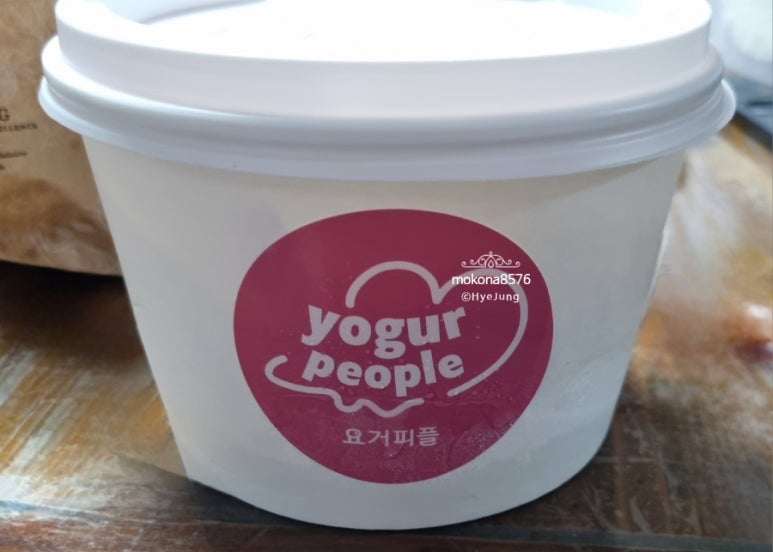 G
mokona8576
©HyeJung
yogur
people
요거피플